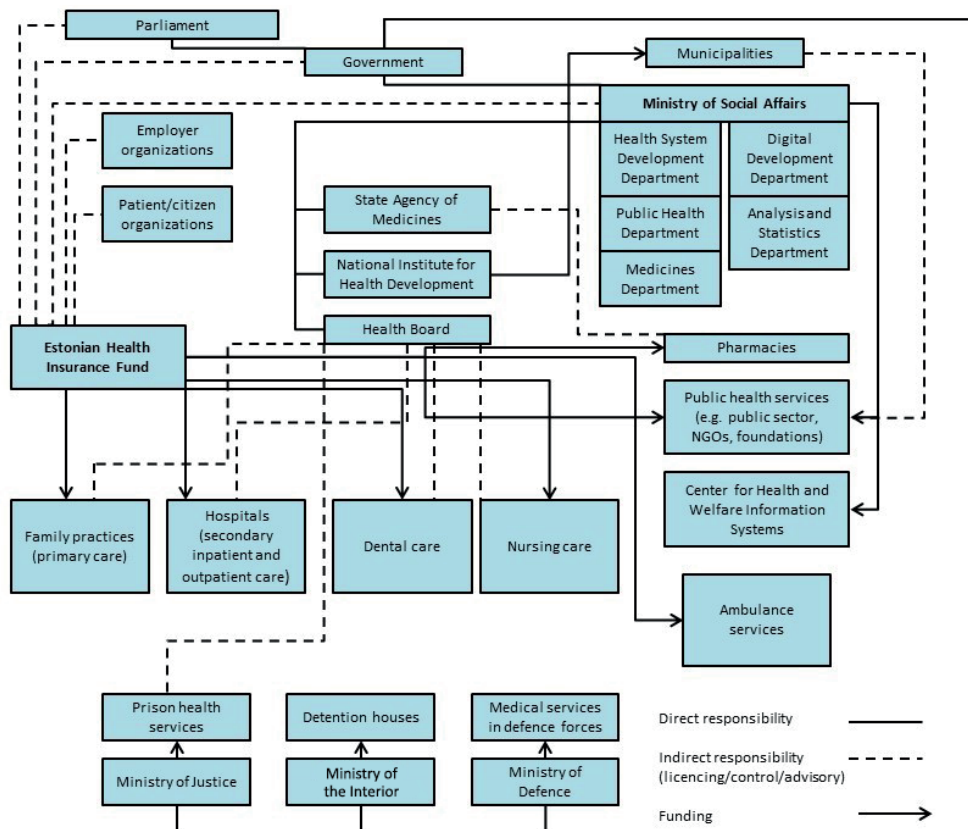 Parliament
Government
Municipalities
Ministry of Social Affairs
Employer
organizations
Health System
Development
Department
Digital
Development
Department
Patient/citizen
organizations
State Agency of
Medicines
Public Health
Department
Analysis and
Statistics
Department
National Institute for
Health Development
Medicines
Department
Health Board
Estonian Health
Insurance Fund
Pharmacies
Public health services
(e.g. public sector,
NGOs, foundations)
Center for Health and
Welfare Information
Systems
Family practices
(primary care)
Hospitals
(secondary
inpatient and
outpatient care)
Dental care
Nursing care
Ambulance
services
Prison health
services
Detention houses
Medical services
in defence forces
Ministry of Justice
Ministry of
the Interior
Ministry of
Defence
Direct responsibility
Indirect responsibility
(licencing/control/advisory)
Funding